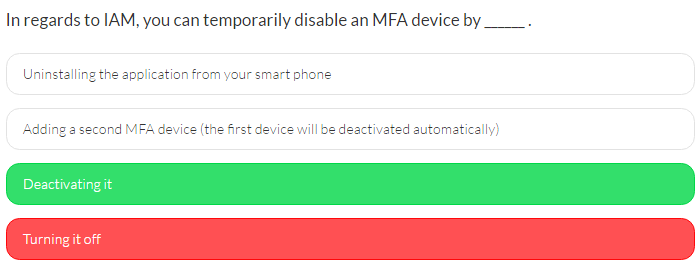 In regards to IAM, you can temporarily disable an MFA device by ______ .
Uninstalling the application from your smart phone
Adding a second MFA device (the first device will be deactivated automatically)
Deactivating it
Turning it off